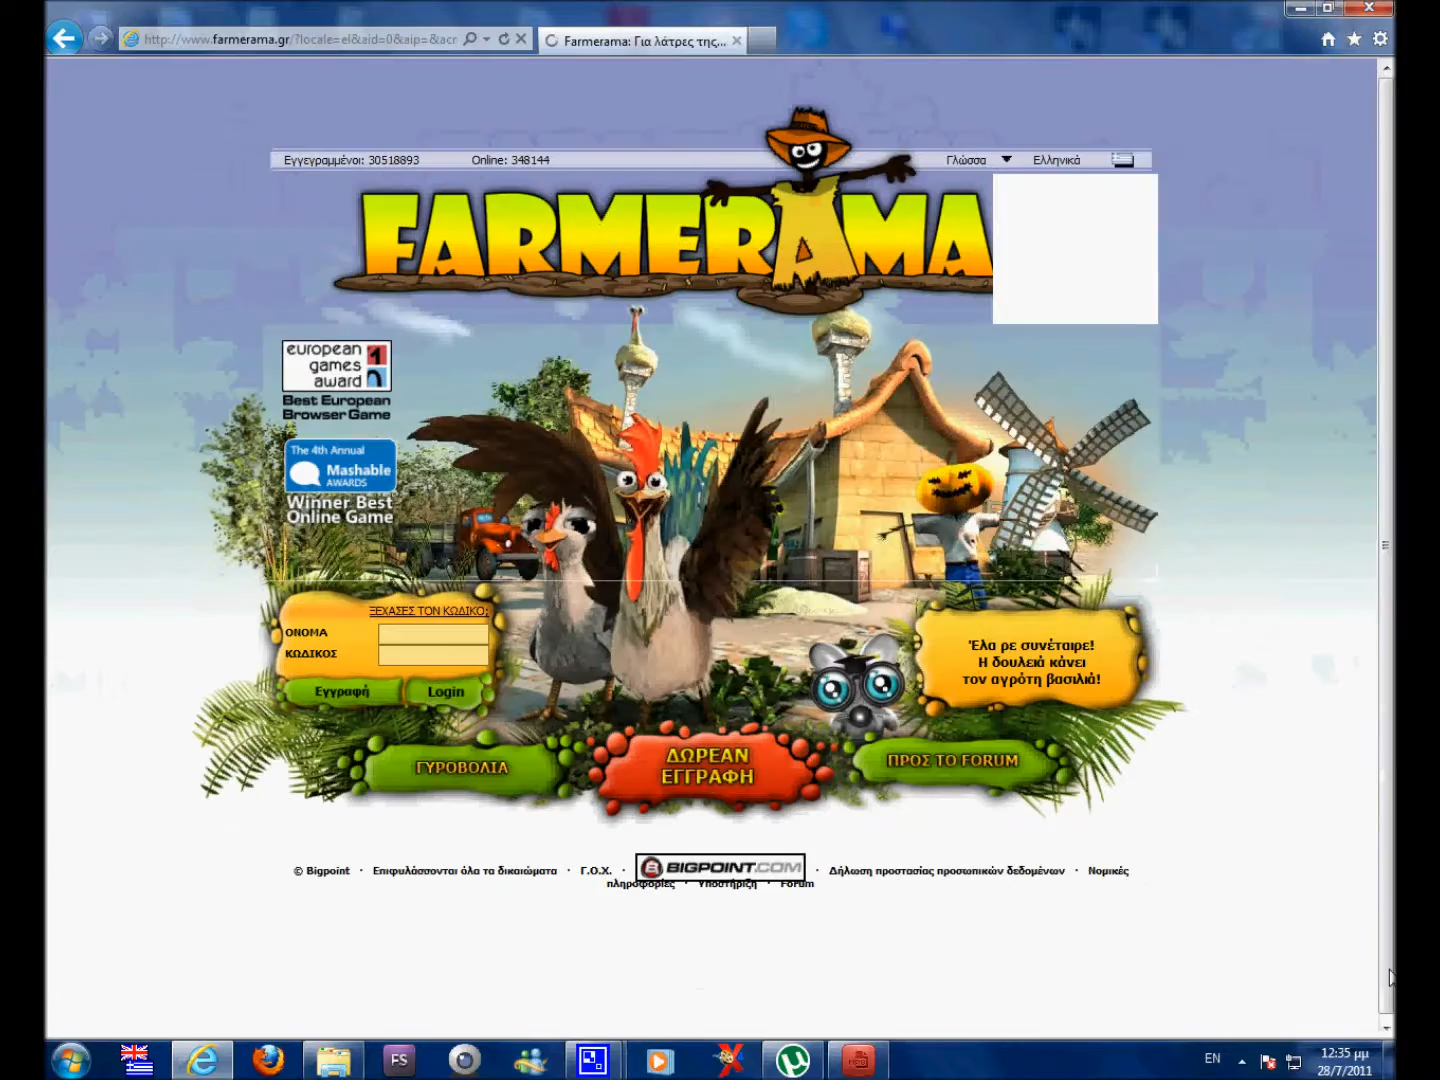 http://www.farmerama.gr/?locale=el&aid=0&aip=&acr
Farmerama: Για λάτρες της...
Εγγεγραμμένοι: 30518893
Online: 348144
Γλώσσα
Ελληνικά
FARMERAMA
european
games
award
1
Best European
Browser Game
The 4th Annual
Mashable
AWARDS
Winner Best
Online Game
ΞΕΧΑΣΕΣ ΤΟΝ ΚΩΔΙΚΟ;
ΟΝΟΜΑ
ΚΩΔΙΚΟΣ
Εγγραφή
Login
Έλα ρε συνέταιρε!
Η δουλειά κάνει
τον αγρότη βασιλιά!
ΓΥΡΟΒΟΛΙΑ
ΔΩΡΕΑΝ
ΕΓΓΡΑΦΗ
ΠΡΟΣ ΤΟ FORUM
© Bigpoint · Επιφυλάσσονται όλα τα δικαιώματα · Γ.Ο.Χ. · BIGPOINT.COM · Δήλωση προστασίας προσωπικών δεδομένων · Νομικές
πληροφορίες · Υποστήριξη · Forum
FS
EN
12:35 μμ
28/7/2011